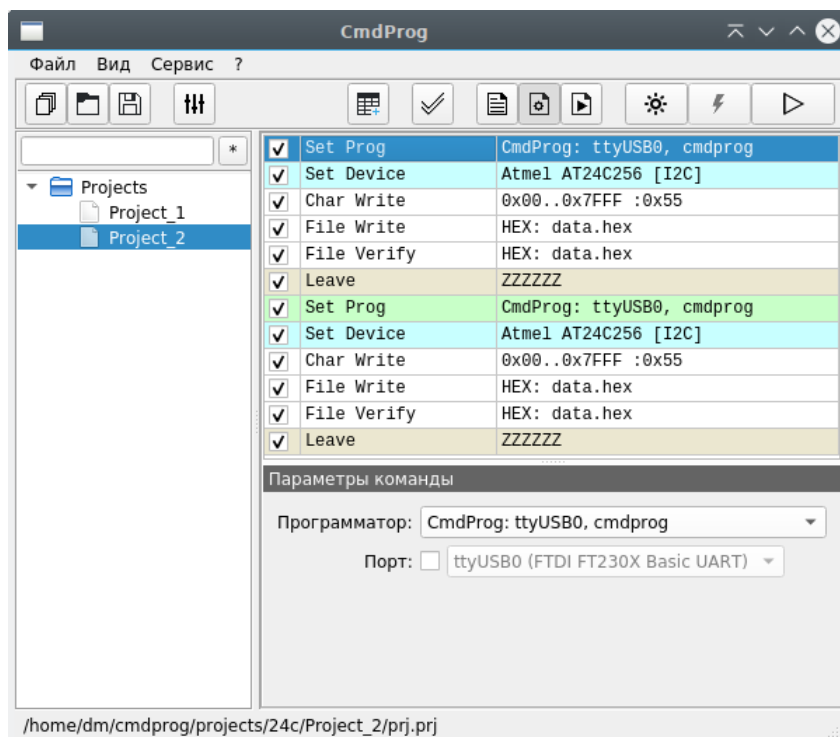 CmdProg
Файл Вид Сервис ?
*
Projects
Project_1
Project_2
Set Prog CmdProg: ttyUSB0, cmdprog
Set Device Atmel AT24C256 [I2C]
Char Write 0x00..0x7FFF :0x55
File Write HEX: data.hex
File Verify HEX: data.hex
Leave ZZZZZZ
Set Prog CmdProg: ttyUSB0, cmdprog
Set Device Atmel AT24C256 [I2C]
Char Write 0x00..0x7FFF :0x55
File Write HEX: data.hex
File Verify HEX: data.hex
Leave ZZZZZZ
Параметры команды
Программатор: CmdProg: ttyUSB0, cmdprog
Порт: ttyUSB0 (FTDI FT230X Basic UART)
/home/dm/cmdprog/projects/24c/Project_2/prj.prj